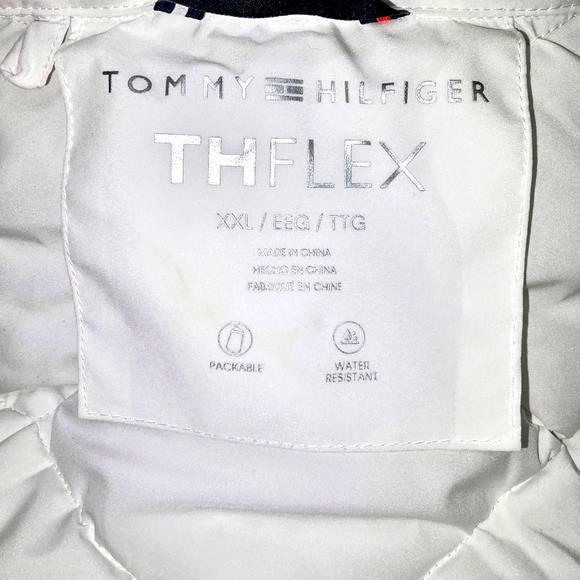 TOMMY HILFIGER
THFLEX
XXL / EEG / TTG
MADE IN CHINA
HECHO EN CHINA
FABRIQUÉ EN CHINE
PACKABLE
WATER
RESISTANT